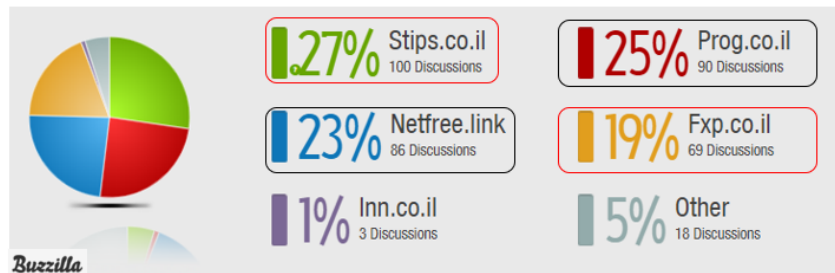 27% Stips.co.il
100 Discussions
25% Prog.co.il
90 Discussions
23% Netfree.link
86 Discussions
19% Fxp.co.il
69 Discussions
1% Inn.co.il
3 Discussions
5% Other
18 Discussions
Buzzilla